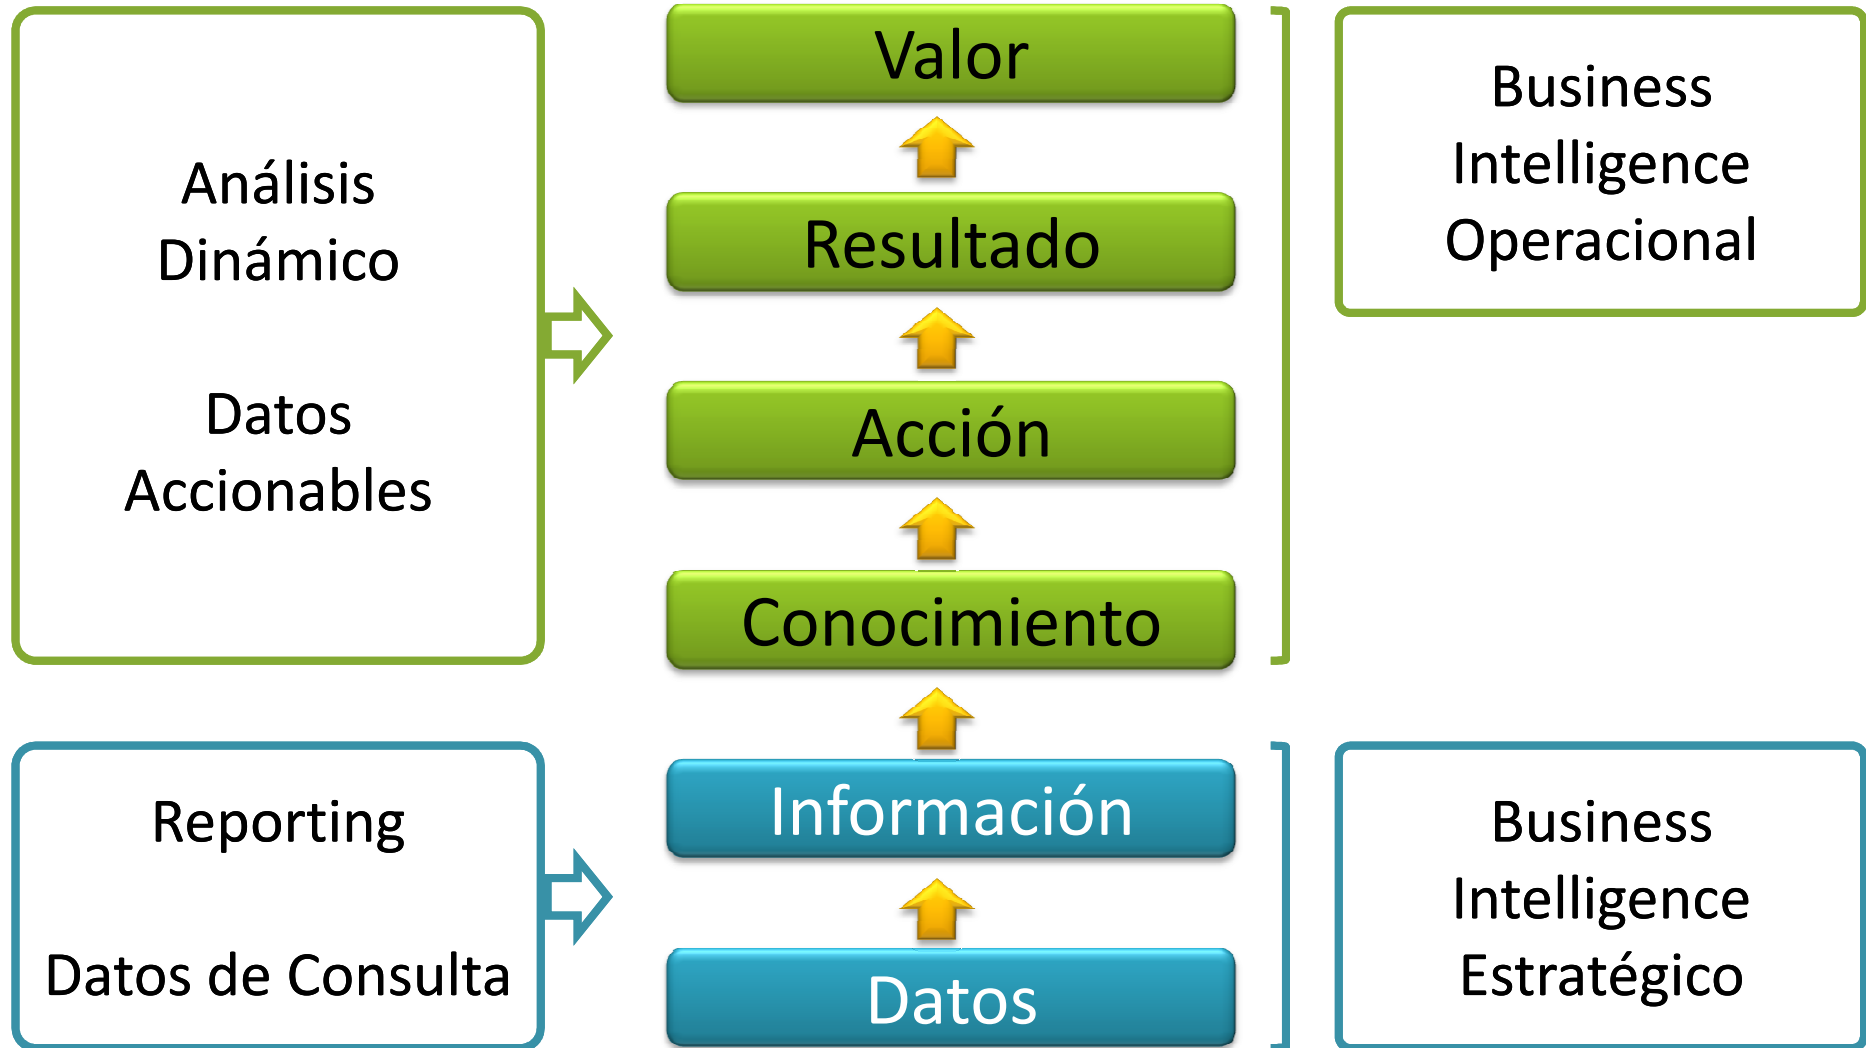 Análisis
Dinámico
Datos
Accionables
Valor
Resultado
Acción
Conocimiento
Business
Intelligence
Operacional
Reporting
Datos de Consulta
Información
Datos
Business
Intelligence
Estratégico